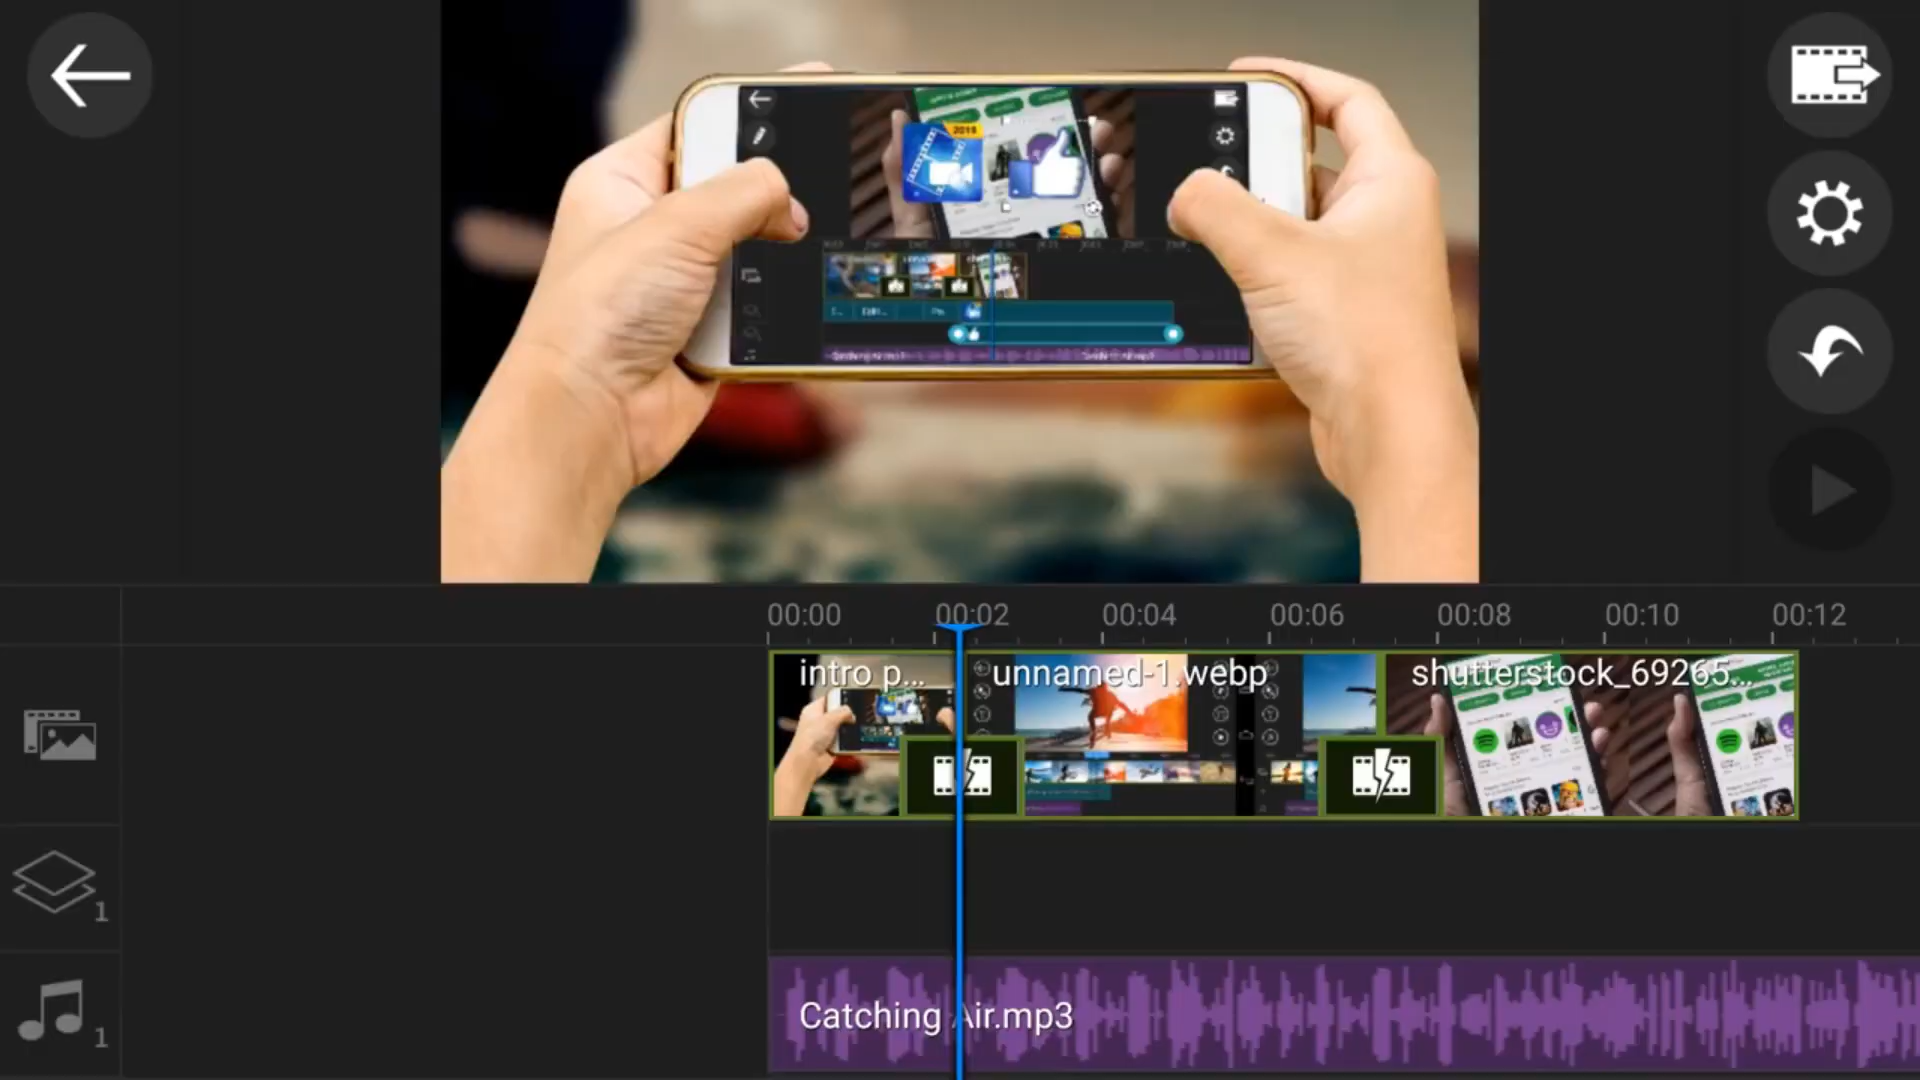 2018
00:00 00:02 00:04 00:06 00:08 00:10 00:12
intro p... unnamed-1.webp shutterstock_69265...
1
Catching Air.mp3
1